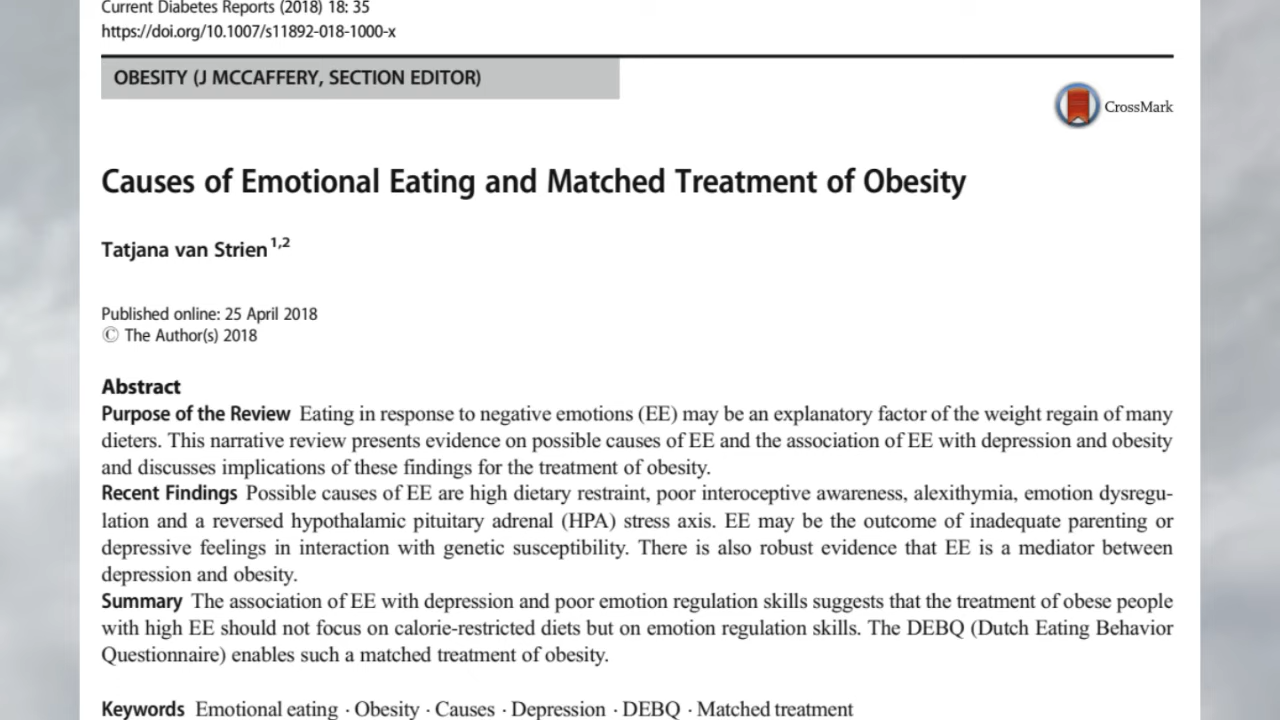 Current Diabetes Reports (2018) 18: 35
https://doi.org/10.1007/s11892-018-1000-x
OBESITY (J MCCAFFERY, SECTION EDITOR)
CrossMark
Causes of Emotional Eating and Matched Treatment of Obesity
Tatjana van Strien 1,2
Published online: 25 April 2018
© The Author(s) 2018
Abstract
Purpose of the Review Eating in response to negative emotions (EE) may be an explanatory factor of the weight regain of many
dieters. This narrative review presents evidence on possible causes of EE and the association of EE with depression and obesity
and discusses implications of these findings for the treatment of obesity.
Recent Findings Possible causes of EE are high dietary restraint, poor interoceptive awareness, alexithymia, emotion dysregu-
lation and a reversed hypothalamic pituitary adrenal (HPA) stress axis. EE may be the outcome of inadequate parenting or
depressive feelings in interaction with genetic susceptibility. There is also robust evidence that EE is a mediator between
depression and obesity.
Summary The association of EE with depression and poor emotion regulation skills suggests that the treatment of obese people
with high EE should not focus on calorie-restricted diets but on emotion regulation skills. The DEBQ (Dutch Eating Behavior
Questionnaire) enables such a matched treatment of obesity.
Keywords Emotional eating · Obesity · Causes · Depression · DEBQ · Matched treatment